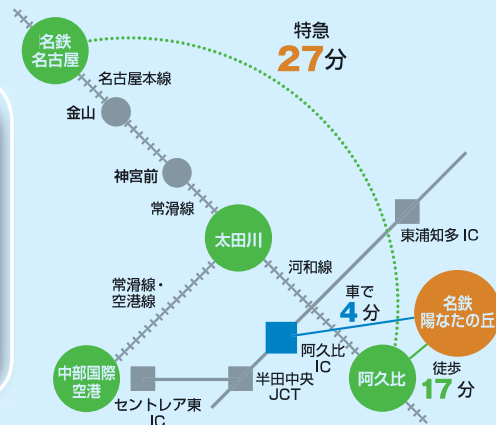 名鉄
名古屋
特急
27分
名古屋本線
金山
神宮前
常滑線
太田川
東浦知多 IC
河和線
常滑線・
空港線
車で
4分
名鉄
陽なたの丘
阿久比
IC
徒歩
17分
中部国際
空港
阿久比
半田中央
JCT
セントレア東
IC